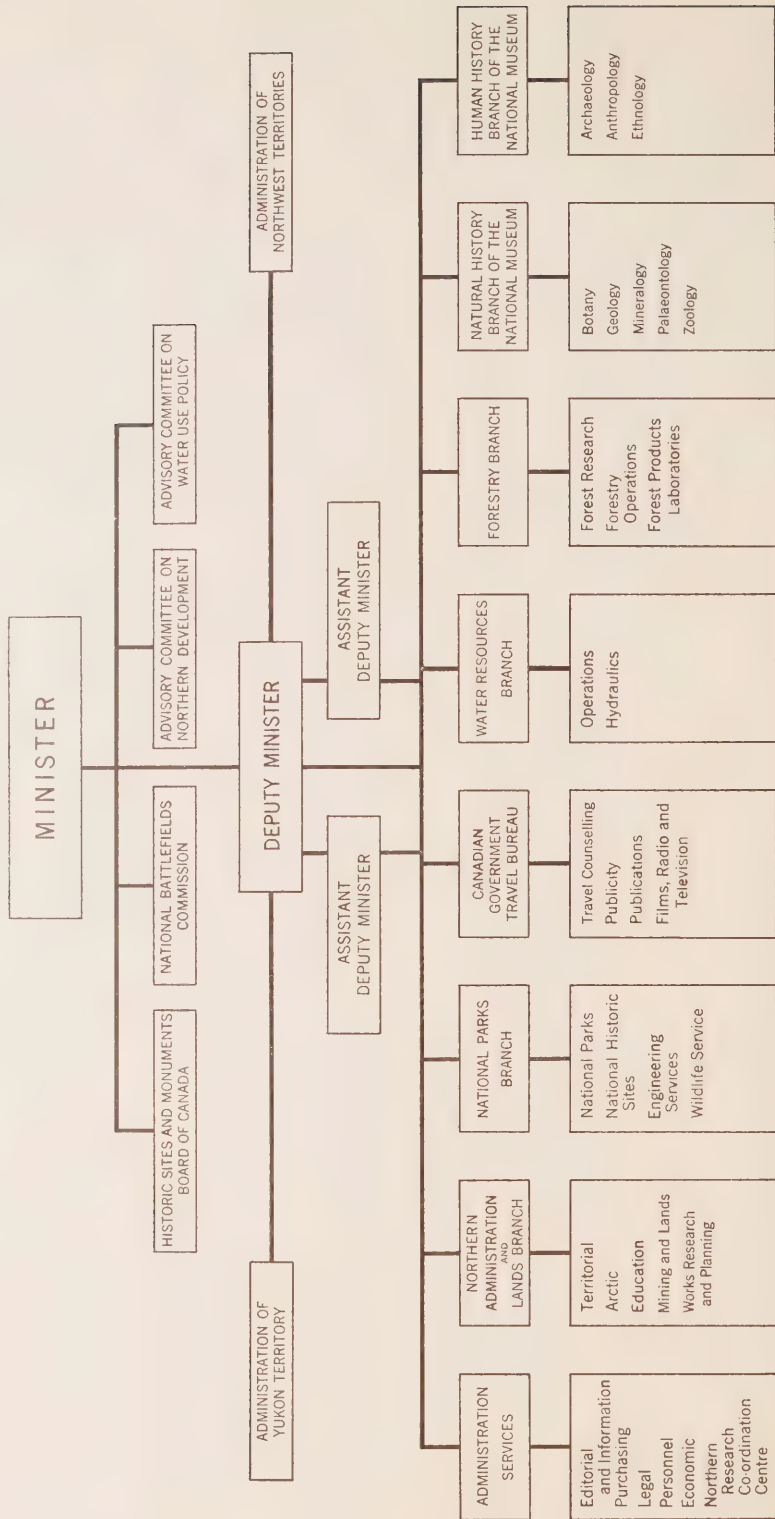 MINISTER
HISTORIC SITES AND MONUMENTS
BOARD OF CANADA
NATIONAL BATTLEFIELDS
COMMISSION
ADVISORY COMMITTEE ON
NORTHERN DEVELOPMENT
ADVISORY COMMITTEE ON
WATER USE POLICY
ADMINISTRATION OF
YUKON TERRITORY
DEPUTY MINISTER
ADMINISTRATION OF
NORTHWEST TERRITORIES
ASSISTANT
DEPUTY MINISTER
ASSISTANT
DEPUTY MINISTER
ADMINISTRATION
SERVICES
NORTHERN
ADMINISTRATION
AND
LANDS BRANCH
NATIONAL PARKS
BRANCH
CANADIAN
GOVERNMENT
TRAVEL BUREAU
WATER RESOURCES
BRANCH
FORESTRY BRANCH
NATURAL HISTORY
BRANCH OF THE
NATIONAL MUSEUM
HUMAN HISTORY
BRANCH OF THE
NATIONAL MUSEUM
Editorial
and Information
Purchasing
Legal
Personnel
Economic
Northern
Research
Co-ordination
Centre
Territorial
Arctic
Education
Mining and Lands
Works Research
and Planning
National Parks
National Historic
Sites
Engineering
Services
Wildlife Service
Travel Counselling
Publicity
Publications
Films, Radio and
Television
Operations
Hydraulics
Forest Research
Forestry
Operations
Forest Products
Laboratories
Botany
Geology
Mineralogy
Palaeontology
Zoology
Archaeology
Anthropology
Ethnology